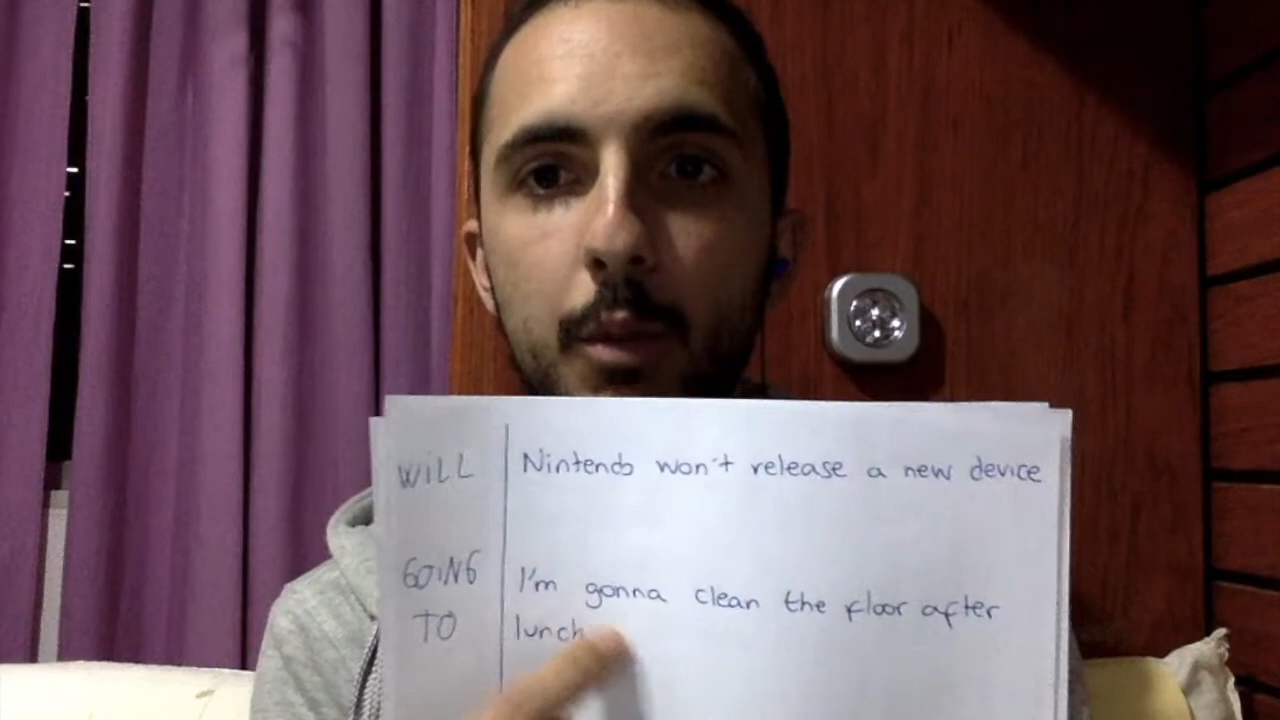 WILL Nintendo won't release a new device
GOING I'm gonna clean the floor after
TO lunch